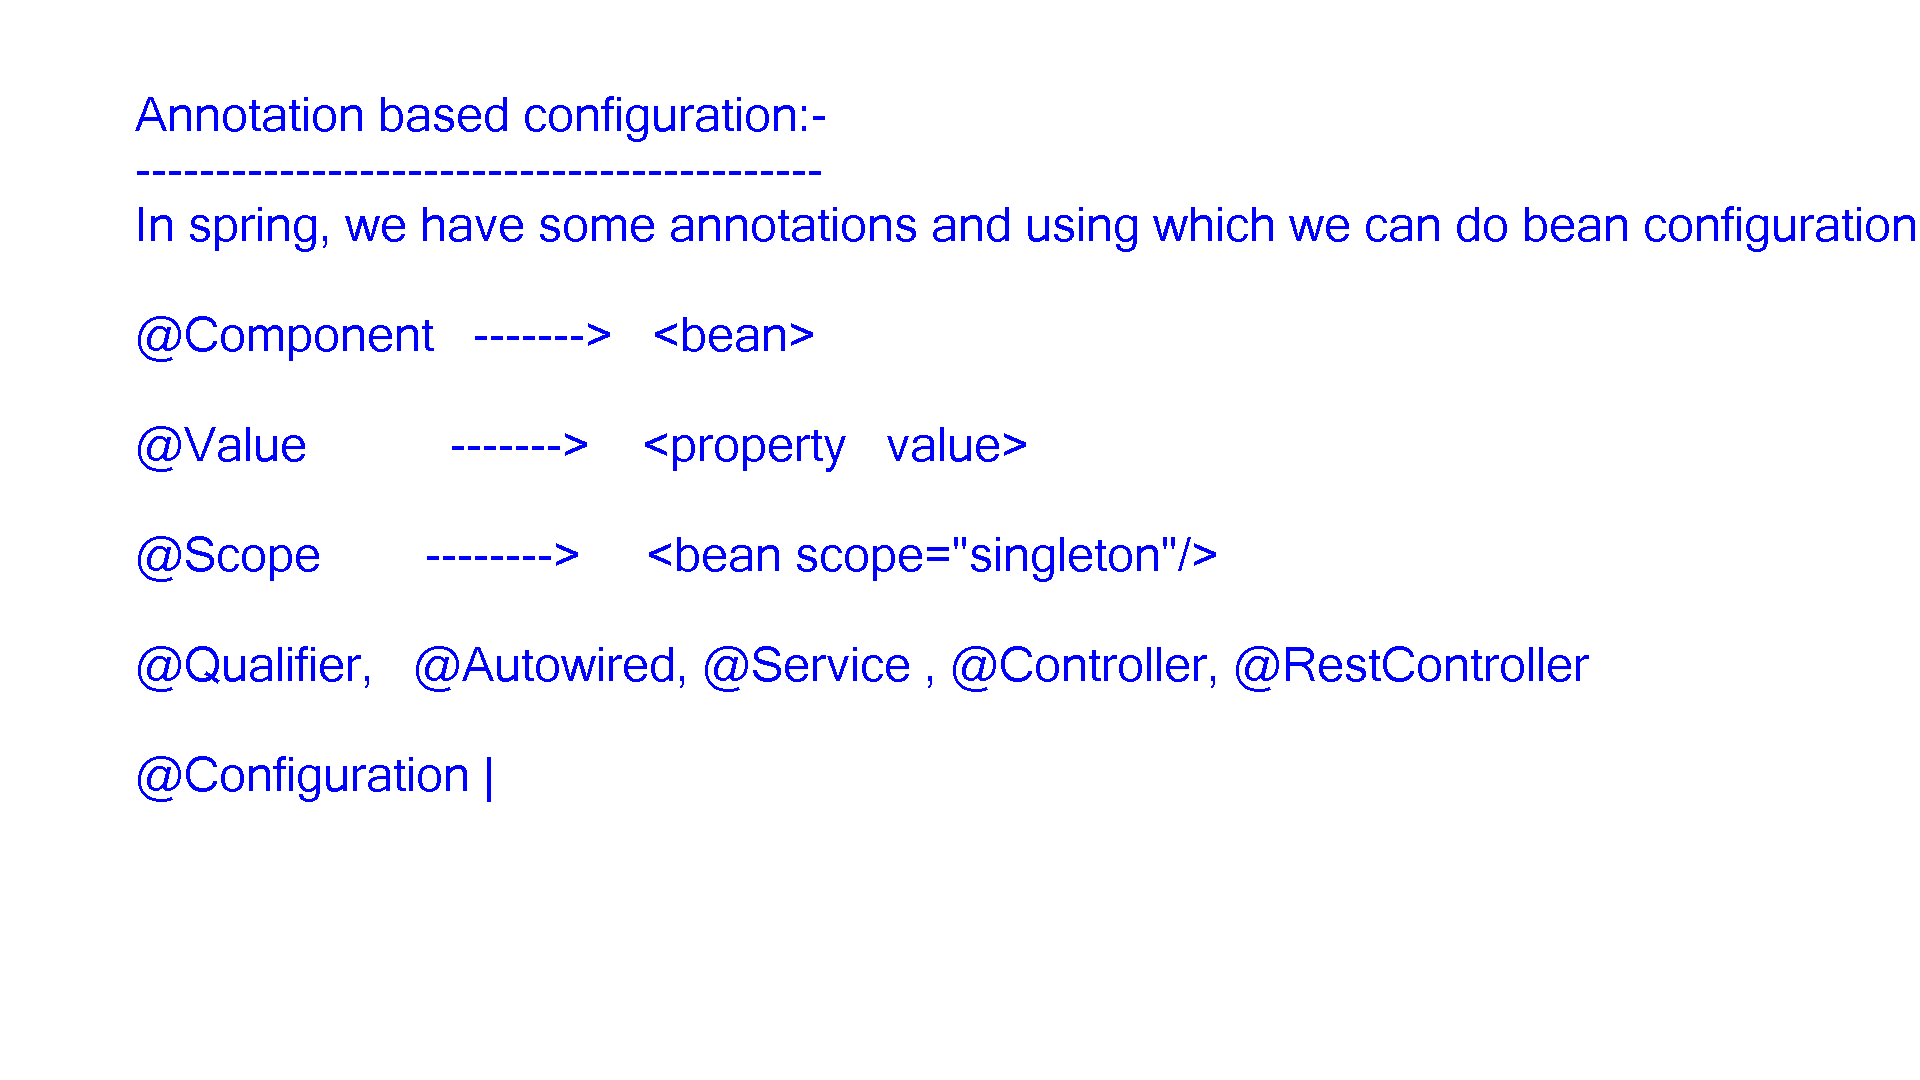 Annotation based configuration:-
-------------------------------------------
In spring, we have some annotations and using which we can do bean configuration
@Component -------> <bean>
@Value -------> <property value>
@Scope --------> <bean scope="singleton"/>
@Qualifier, @Autowired, @Service , @Controller, @RestController
@Configuration |